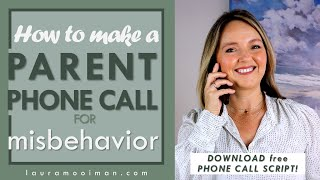 How to make a
PARENT
PHONE CALL
FOR
misbehavior
lauramooiman.com
DOWNLOAD free
PHONE CALL SCRIPT!